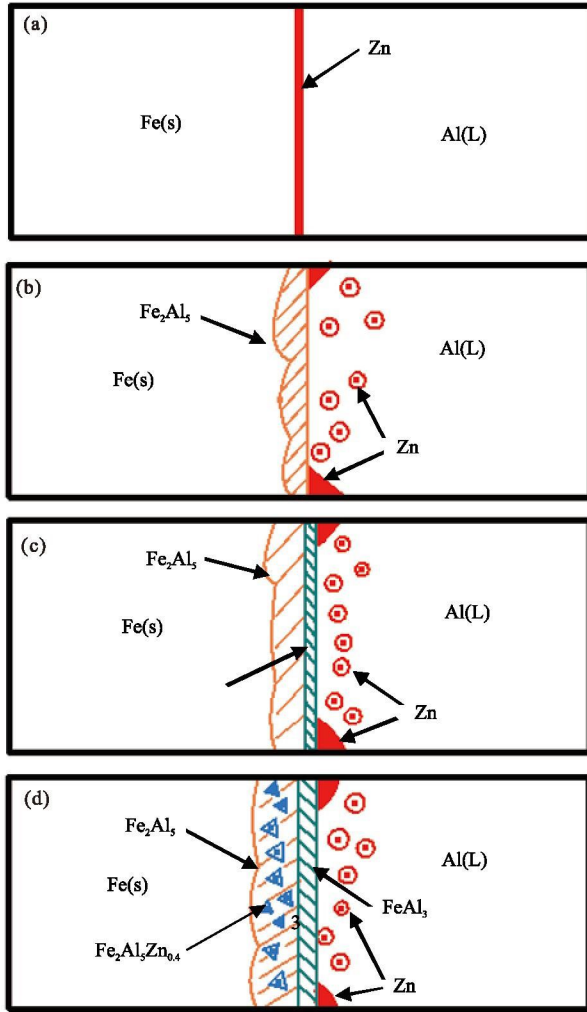 (a)
Zn
Fe(s)
Al(L)
(b)
Fe₂Al₅
Al(L)
Fe(s)
Zn
(c)
Fe₂Al₅
Fe(s)
Al(L)
Zn
(d)
Fe₂Al₅
Fe(s)
Al(L)
FeAl₃
3
Fe₂Al₅Zn₀.₄
Zn